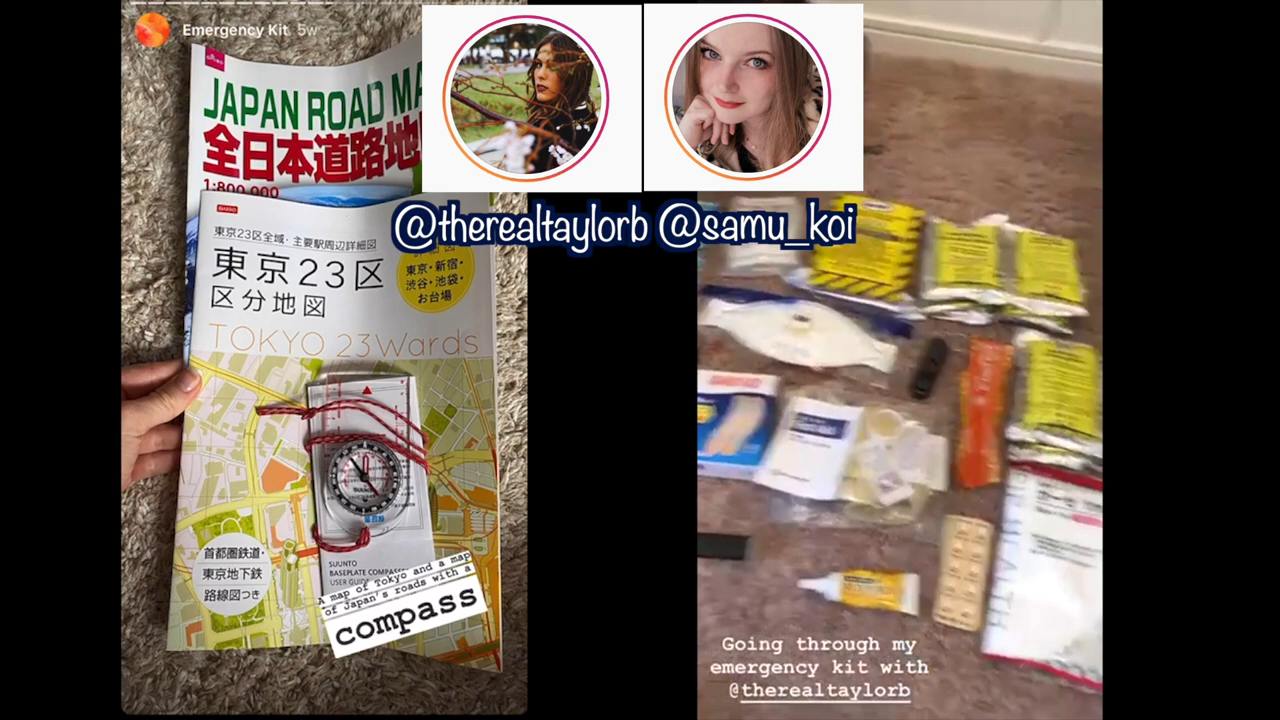 Emergency Kit 5w
JAPAN ROAD MA
全日本道路地
1:800,000
DAISO
東京23区全域・主要駅周辺詳細図
東京23区
区分地図
東京・新宿・
渋谷・池袋・
お台場
TOKYO 23Wards
首都圏鉄道・
東京地下鉄
路線図つき
SUUNTO
BASEPLATE COMPASS
USER GUIDE
A map of Tokyo and a map
of Japan's roads with a
compass
@therealtaylorb @samu_koi
Going through my
emergency kit with
@therealtaylorb